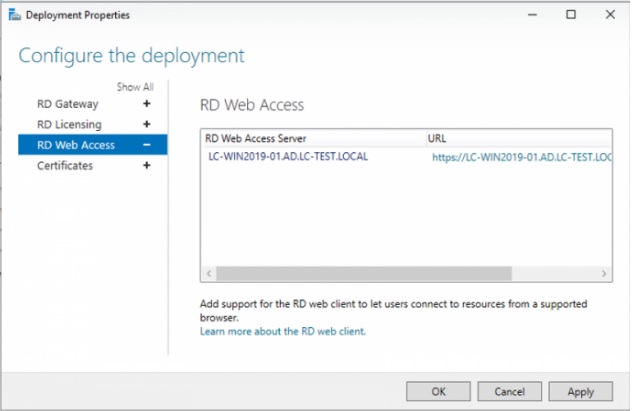 Deployment Properties
Configure the deployment
Show All
RD Gateway +
RD Licensing +
RD Web Access –
Certificates +
RD Web Access
RD Web Access Server URL
LC-WIN2019-01.AD.LC-TEST.LOCAL https://LC-WIN2019-01.AD.LC-TEST.LOC
Add support for the RD web client to let users connect to resources from a supported
browser.
Learn more about the RD web client.
OK Cancel Apply